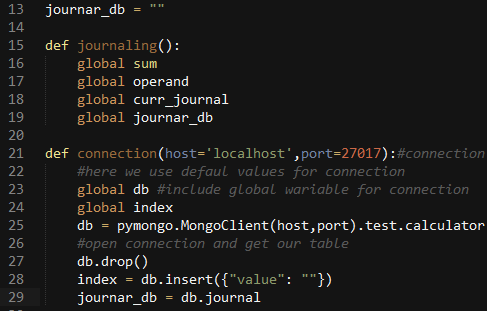 13 journar_db = ""
14
15 def journaling():
16     global sum
17     global operand
18     global curr_journal
19     global journar_db
20
21 def connection(host='localhost',port=27017):#connection
22     #here we use defaul values for connection
23     global db #include global wariable for connection
24     global index
25     db = pymongo.MongoClient(host,port).test.calculator
26     #open connection and get our table
27     db.drop()
28     index = db.insert({"value": ""})
29     journar_db = db.journal